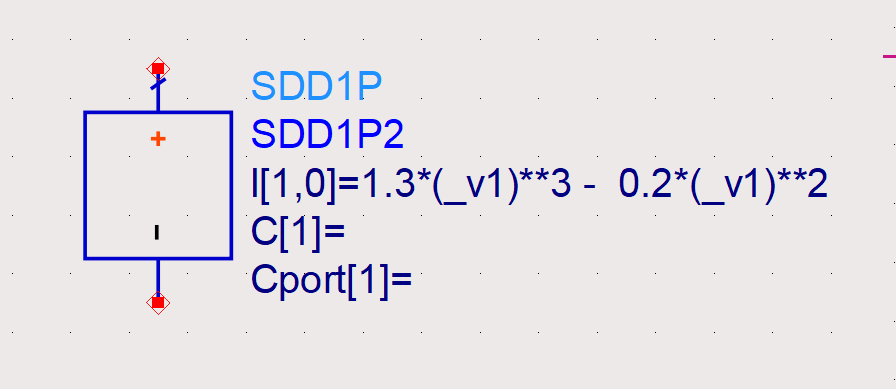 SDD1P
SDD1P2
I[1,0]=1.3*(_v1)**3 -  0.2*(_v1)**2
C[1]=
Cport[1]=